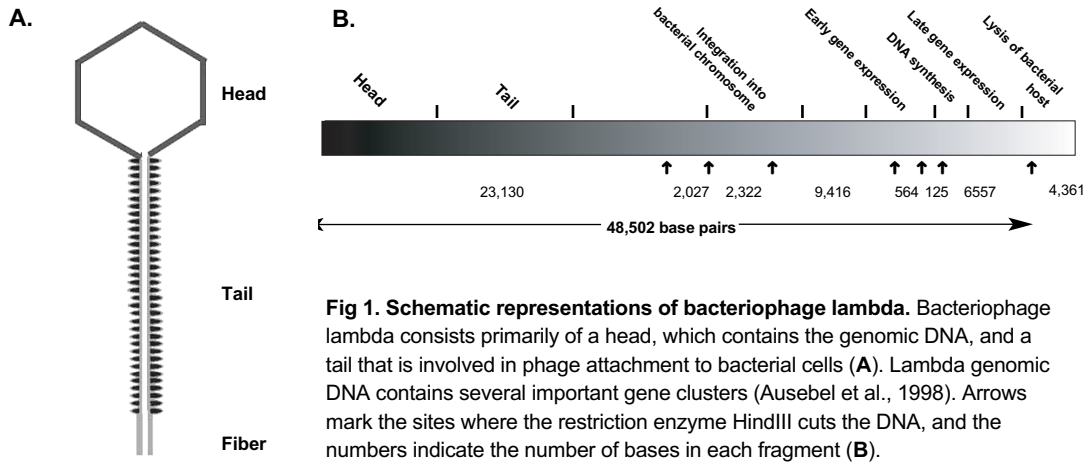 A.
Head
Tail
Fiber
B.
Head
Tail
Integration into
bacterial chromosome
Early gene expression
DNA synthesis
Late gene expression
Lysis of bacterial
host
23,130
2,027
2,322
9,416
564
125
6557
4,361
48,502 base pairs
Fig 1. Schematic representations of bacteriophage lambda. Bacteriophage
lambda consists primarily of a head, which contains the genomic DNA, and a
tail that is involved in phage attachment to bacterial cells (A). Lambda genomic
DNA contains several important gene clusters (Ausebel et al., 1998). Arrows
mark the sites where the restriction enzyme HindIII cuts the DNA, and the
numbers indicate the number of bases in each fragment (B).